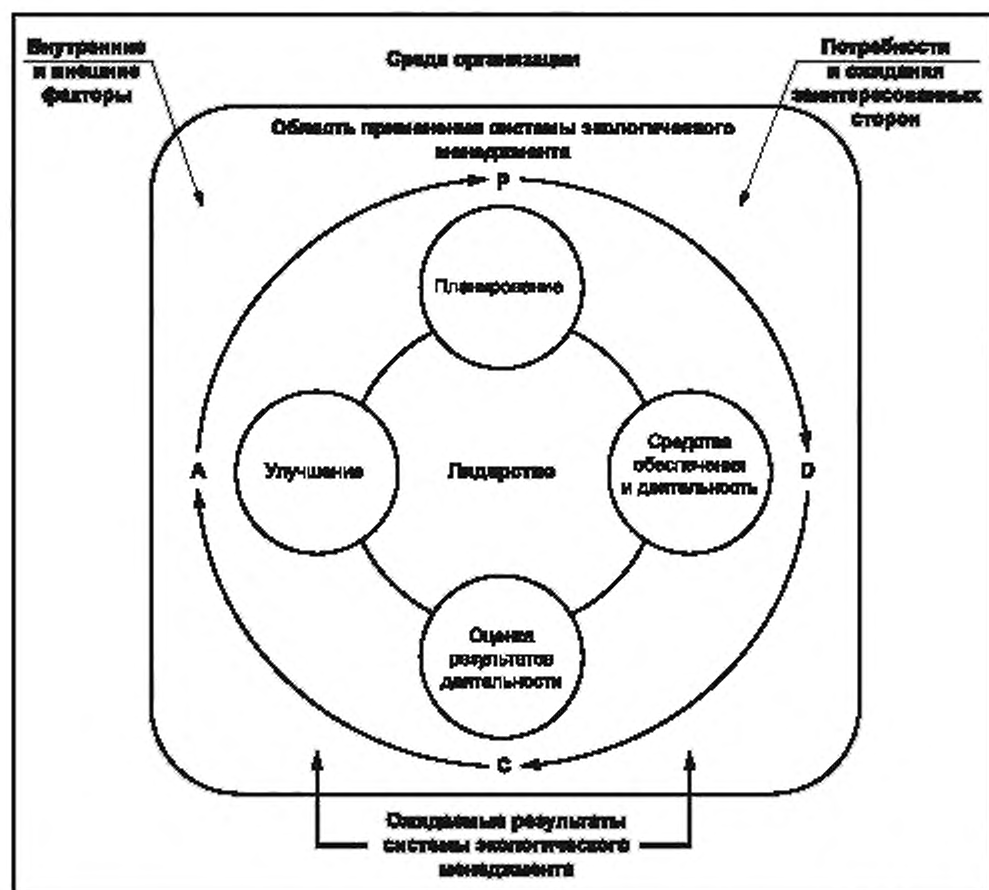 Внутренние
и внешние
факторы
Среда организации
Потребности
и ожидания
заинтересованных
сторон
Область применения системы экологического
менеджмента
P
Планирование
Улучшение
Лидерство
Средства
обеспечения
и деятельность
A
D
Оценка
результатов
деятельности
C
Ожидаемые результаты
системы экологического
менеджмента